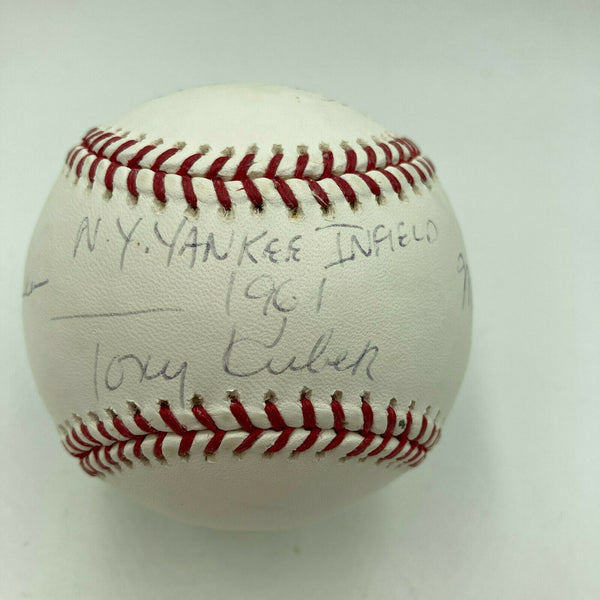 N.Y. YANKEE INFIELD
1961
Tony Kubek